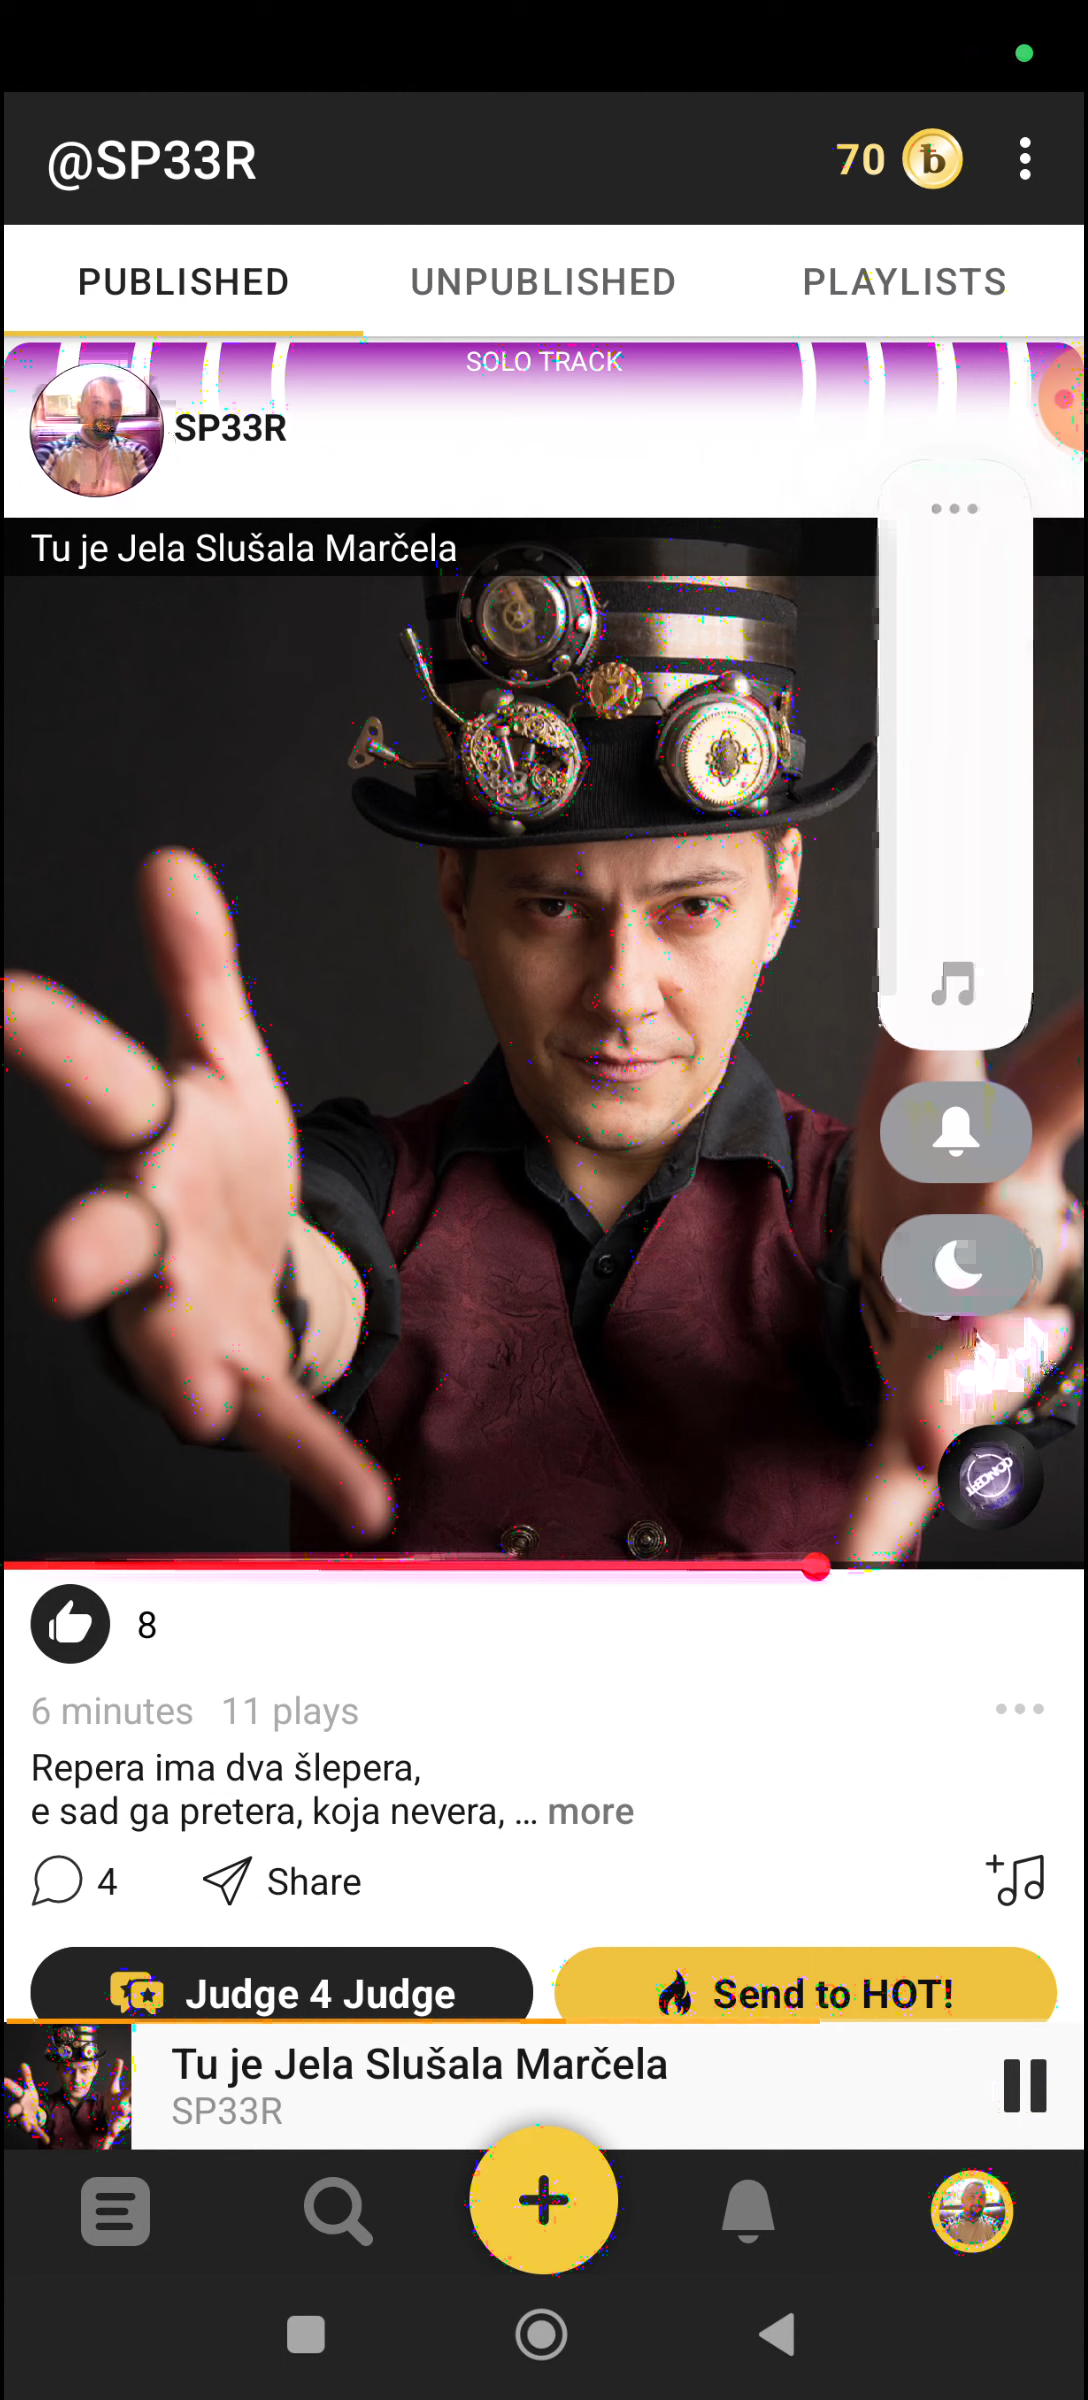 @SP33R
70
PUBLISHED UNPUBLISHED PLAYLISTS
SOLO TRACK
SP33R
Tu je Jela Slušala Marčela
CONCEPT
8
6 minutes 11 plays
Repera ima dva šlepera,
e sad ga pretera, koja nevera, ... more
4 Share
Judge 4 Judge Send to HOT!
Tu je Jela Slušala Marčela
SP33R